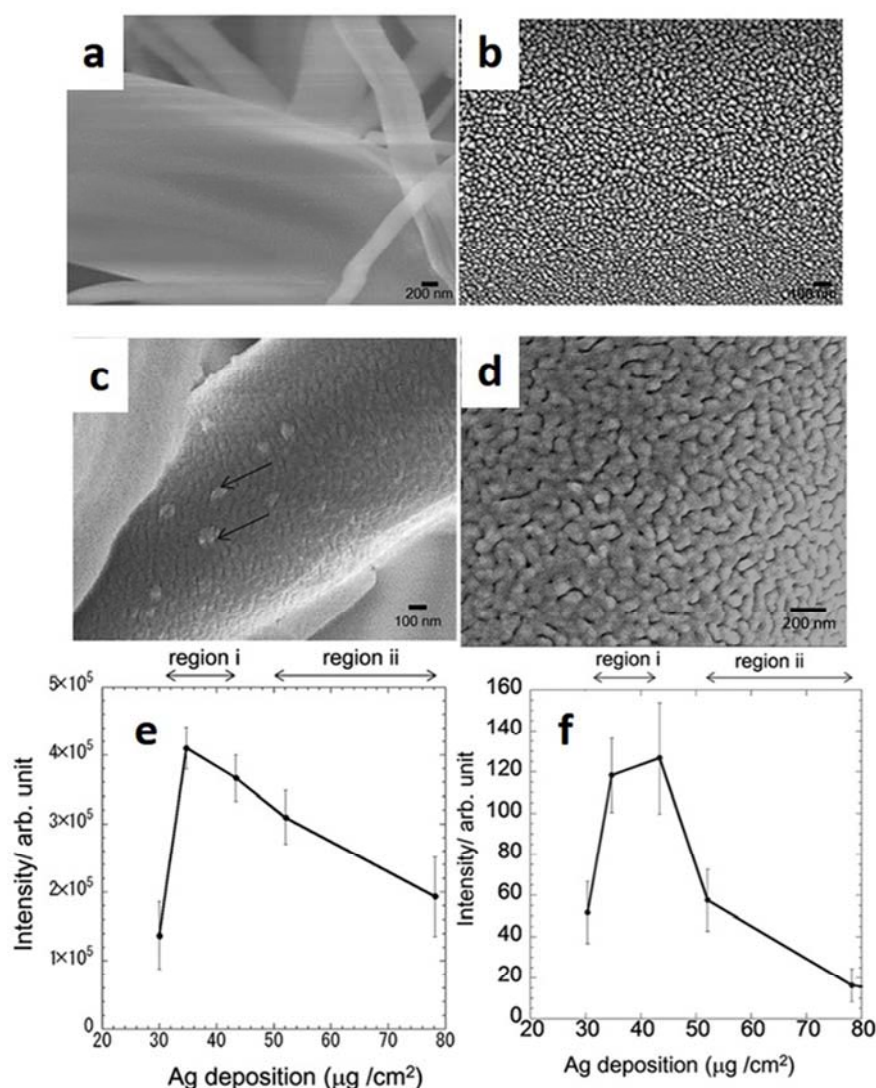 a
200 nm
b
100 nm
c
100 nm
d
200 nm
region i
region ii
e
5×10⁵
4×10⁵
3×10⁵
2×10⁵
1×10⁵
0
20 30 40 50 60 70 80
Intensity/ arb. unit
Ag deposition (μg /cm²)
region i
region ii
f
160
140
120
100
80
60
40
20
0
20 30 40 50 60 70 80
Intensity/ arb. unit
Ag deposition (μg /cm²)